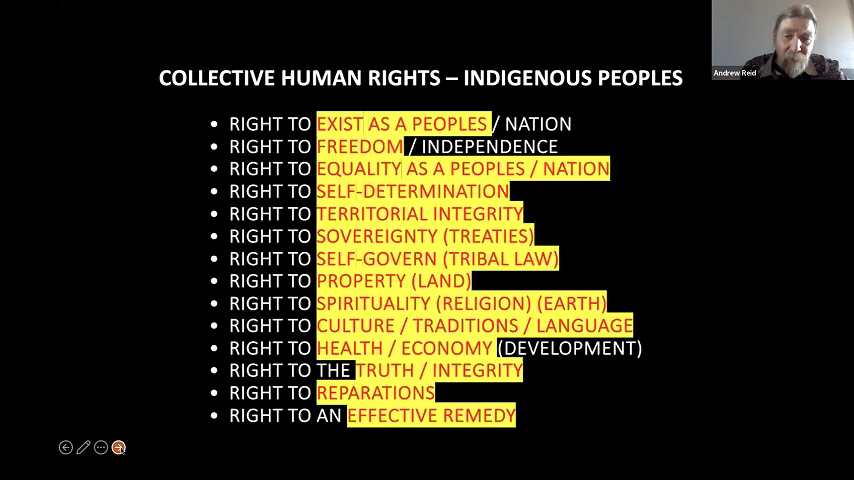 Andrew Reid
COLLECTIVE HUMAN RIGHTS – INDIGENOUS PEOPLES
• RIGHT TO EXIST AS A PEOPLES / NATION
• RIGHT TO FREEDOM / INDEPENDENCE
• RIGHT TO EQUALITY AS A PEOPLES / NATION
• RIGHT TO SELF-DETERMINATION
• RIGHT TO TERRITORIAL INTEGRITY
• RIGHT TO SOVEREIGNTY (TREATIES)
• RIGHT TO SELF-GOVERN (TRIBAL LAW)
• RIGHT TO PROPERTY (LAND)
• RIGHT TO SPIRITUALITY (RELIGION) (EARTH)
• RIGHT TO CULTURE / TRADITIONS / LANGUAGE
• RIGHT TO HEALTH / ECONOMY (DEVELOPMENT)
• RIGHT TO THE TRUTH / INTEGRITY
• RIGHT TO REPARATIONS
• RIGHT TO AN EFFECTIVE REMEDY